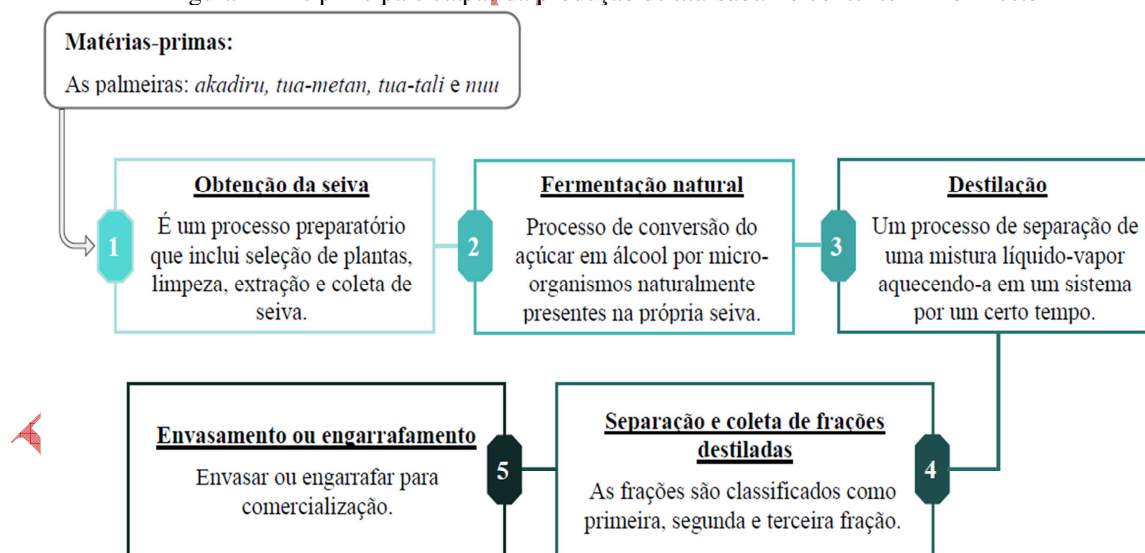 Matérias-primas:
As palmeiras: akadiru, tua-metan, tua-tali e nuu
1
Obtenção da seiva
É um processo preparatório
que inclui seleção de plantas,
limpeza, extração e coleta de
seiva.
2
Fermentação natural
Processo de conversão do
açúcar em álcool por micro-
organismos naturalmente
presentes na própria seiva.
3
Destilação
Um processo de separação de
uma mistura líquido-vapor
aquecendo-a em um sistema
por um certo tempo.
4
Separação e coleta de frações
destiladas
As frações são classificados como
primeira, segunda e terceira fração.
5
Envasamento ou engarrafamento
Envasar ou engarrafar para
comercialização.